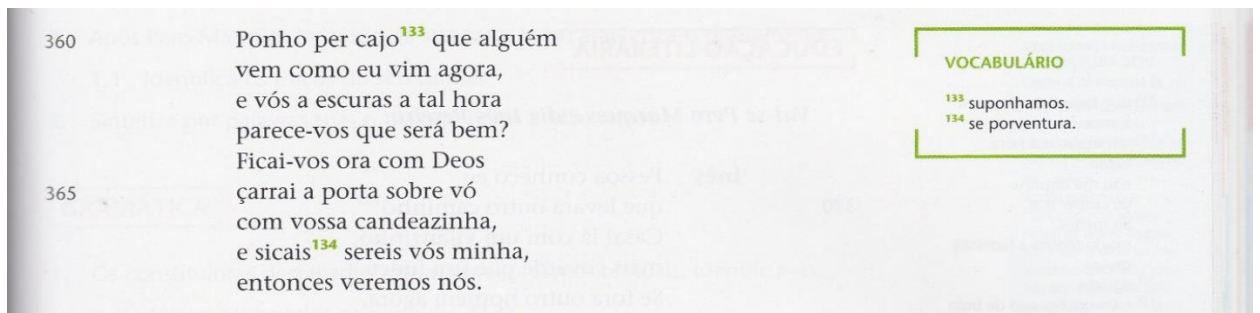 360 Ponho per cajo133 que alguém
vem como eu vim agora,
e vós a escuras a tal hora
parece-vos que será bem?
Ficai-vos ora com Deos
365 çarrai a porta sobre vó
com vossa candeazinha,
e sicais134 sereis vós minha,
entonces veremos nós.
VOCABULÁRIO
133 suponhamos.
134 se porventura.